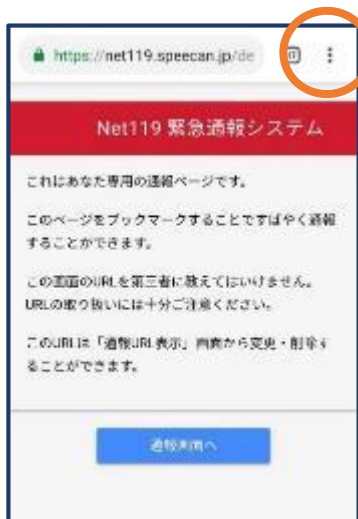 https://net119.speecan.jp/de
Net119 緊急通報システム
これはあなた専用の通報ページです。
このページをブックマークすることですばやく通報
することができます。
この画面のURLを第三者に教えてはいけません。
URLの取り扱いには十分ご注意ください。
このURLは「通報URL表示」画面から変更・削除す
ることができます。
通報画面へ